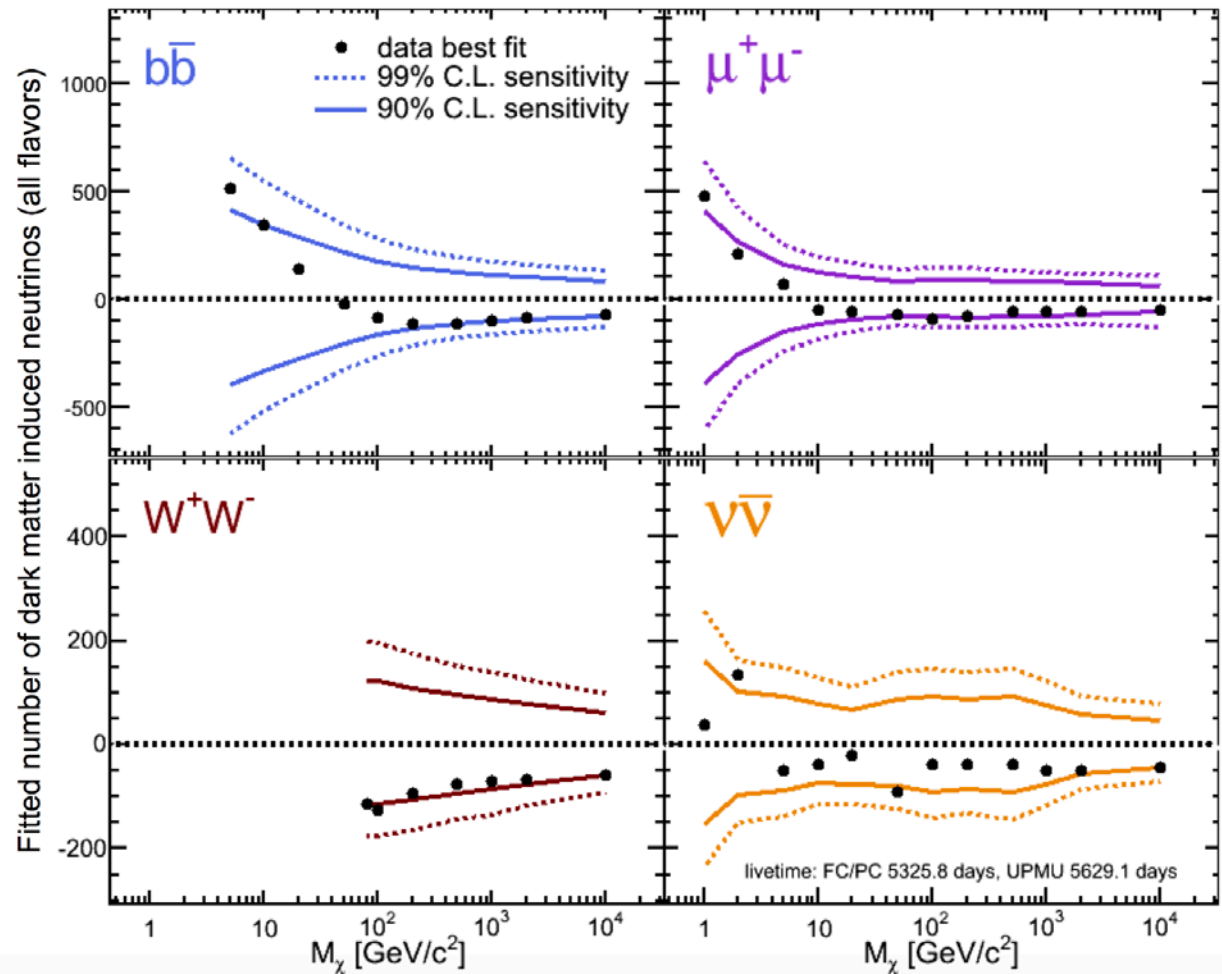 Fitted number of dark matter induced neutrinos (all flavors)
bb̅
data best fit
99% C.L. sensitivity
90% C.L. sensitivity
μ⁺μ⁻
1000
500
0
-500
W⁺W⁻
νν̅
400
200
0
-200
livetime: FC/PC 5325.8 days, UPMU 5629.1 days
1 10 10² 10³ 10⁴ 1 10 10² 10³ 10⁴
Mχ [GeV/c²] Mχ [GeV/c²]